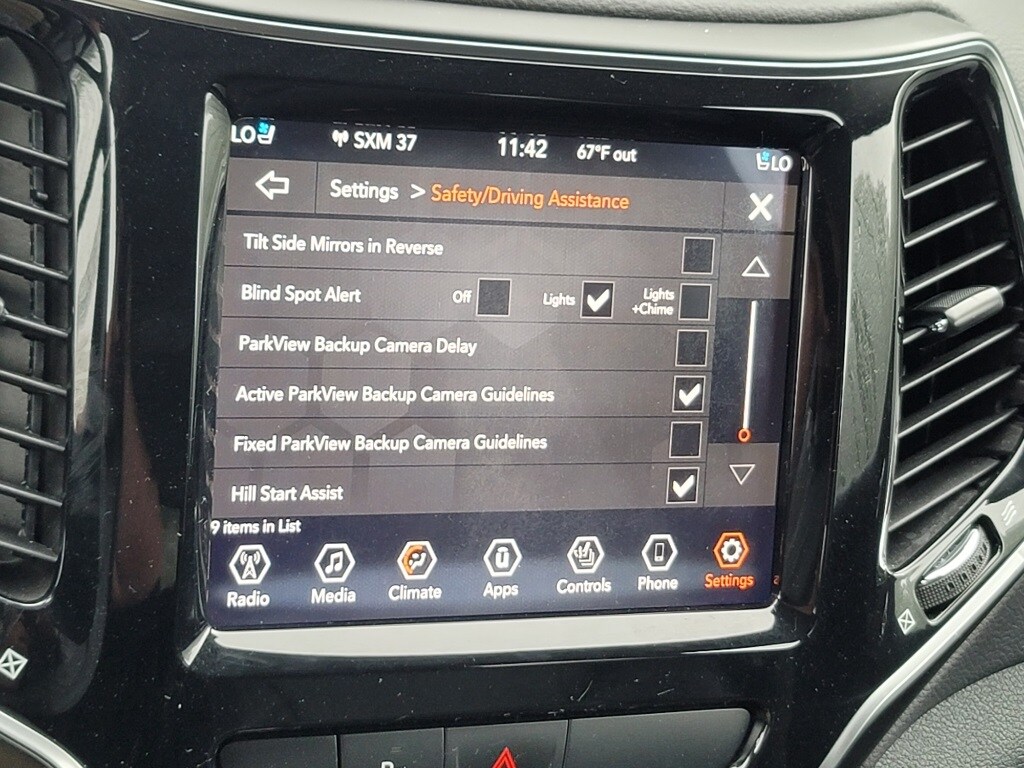 LO SXM 37 11:42 67°F out LO
Settings > Safety/Driving Assistance X
Tilt Side Mirrors in Reverse
Blind Spot Alert Off Lights Lights
+Chime
ParkView Backup Camera Delay
Active ParkView Backup Camera Guidelines
Fixed ParkView Backup Camera Guidelines
Hill Start Assist
9 items in List
Radio Media Climate Apps Controls Phone Settings